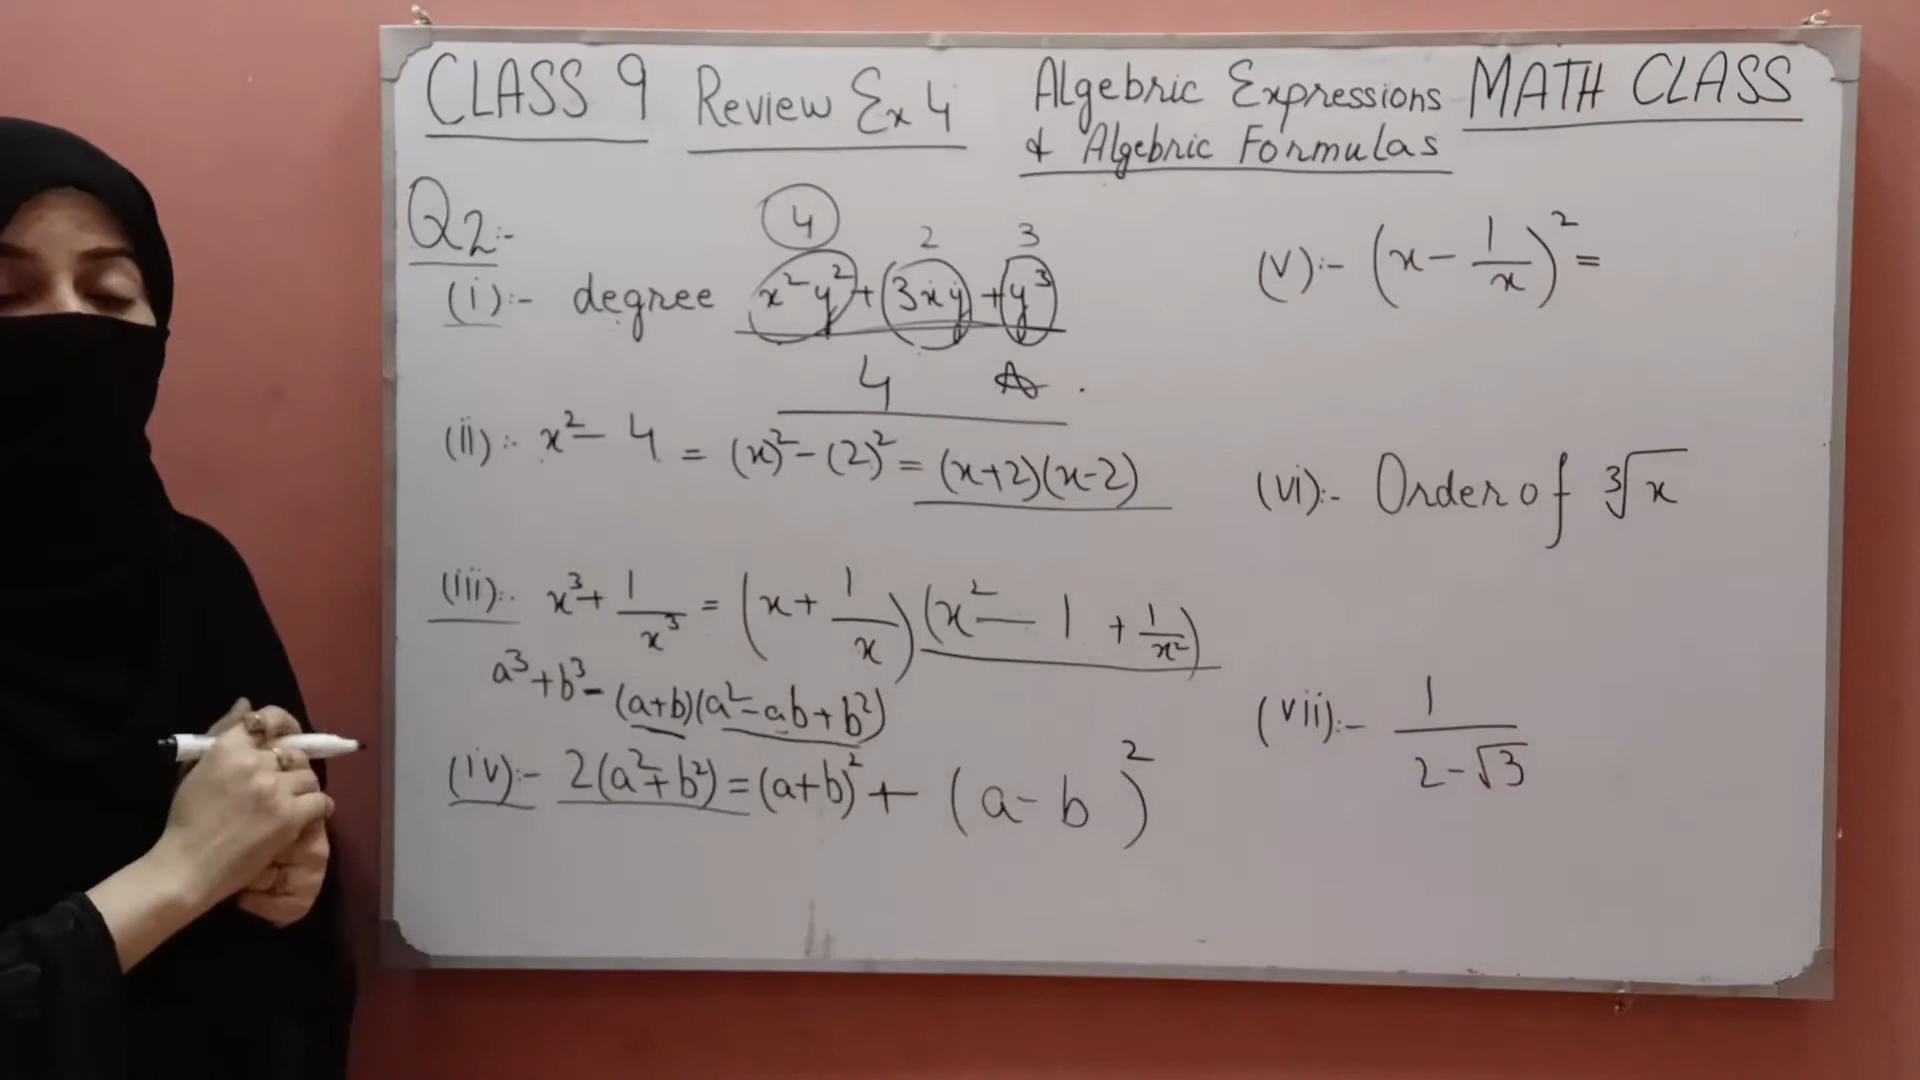 CLASS 9 Review Ex 4 Algebric Expressions & Algebric Formulas MATH CLASS
Q2:-
(i):- degree x²y² + 3xy + y³
4 2 3
4
(ii):- x² - 4 = (x)² - (2)² = (x+2)(x-2)
(iii):- x³ + 1/x³ = (x + 1/x)(x² - 1 + 1/x²)
a³ + b³ - (a+b)(a² - ab + b²)
(iv):- 2(a² + b²) = (a+b)² + (a - b)²
(v):- (x - 1/x)² =
(vi):- Order of ∛x
(vii):- 1/(2-√3)